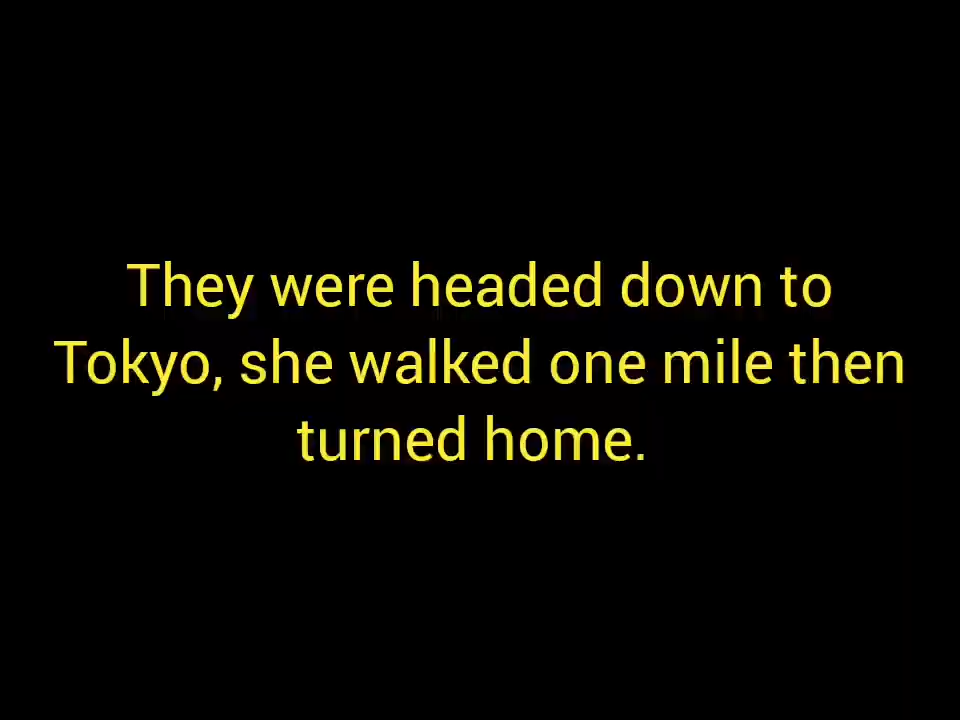 They were headed down to
Tokyo, she walked one mile then
turned home.